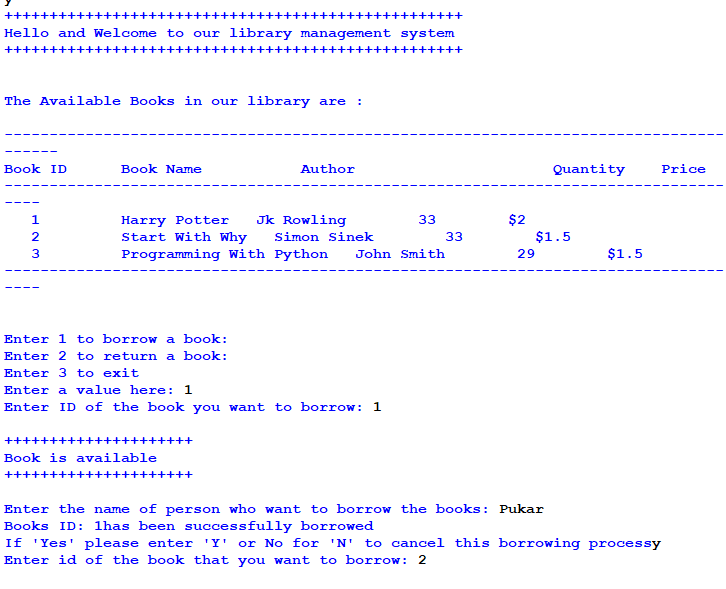 y
+++++++++++++++++++++++++++++++++++++++++++++++++++
Hello and Welcome to our library management system
+++++++++++++++++++++++++++++++++++++++++++++++++++
The Available Books in our library are :
--------------------------------------------------------------------------------
------
Book ID      Book Name           Author                      Quantity    Price
--------------------------------------------------------------------------------
----
1         Harry Potter   Jk Rowling        33        $2
2         Start With Why   Simon Sinek        33        $1.5
3         Programming With Python   John Smith        29        $1.5
--------------------------------------------------------------------------------
----
Enter 1 to borrow a book:
Enter 2 to return a book:
Enter 3 to exit
Enter a value here: 1
Enter ID of the book you want to borrow: 1
+++++++++++++++++++++
Book is available
+++++++++++++++++++++
Enter the name of person who want to borrow the books: Pukar
Books ID: 1has been successfully borrowed
If 'Yes' please enter 'Y' or No for 'N' to cancel this borrowing processy
Enter id of the book that you want to borrow: 2